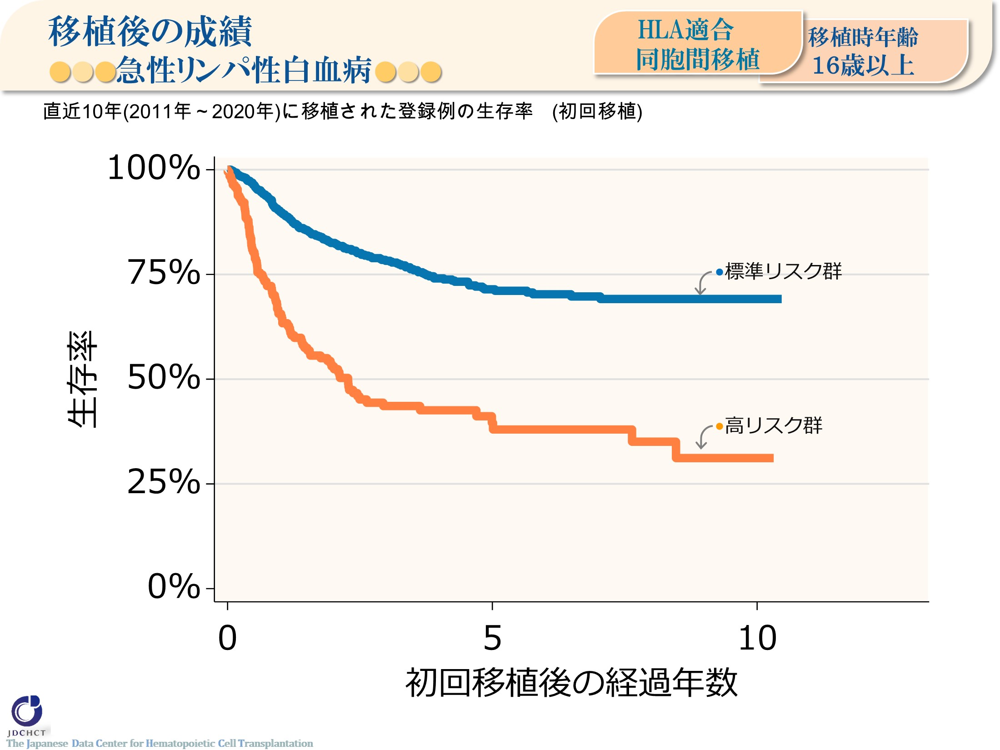 移植後の成績
●●●急性リンパ性白血病●●●
HLA適合
同胞間移植
移植時年齢
16歳以上
直近10年(2011年～2020年)に移植された登録例の生存率　(初回移植)
100%
75%
50%
25%
0%
生存率
●標準リスク群
●高リスク群
0
5
10
初回移植後の経過年数
JDCHCT
The Japanese Data Center for Hematopoietic Cell Transplantation